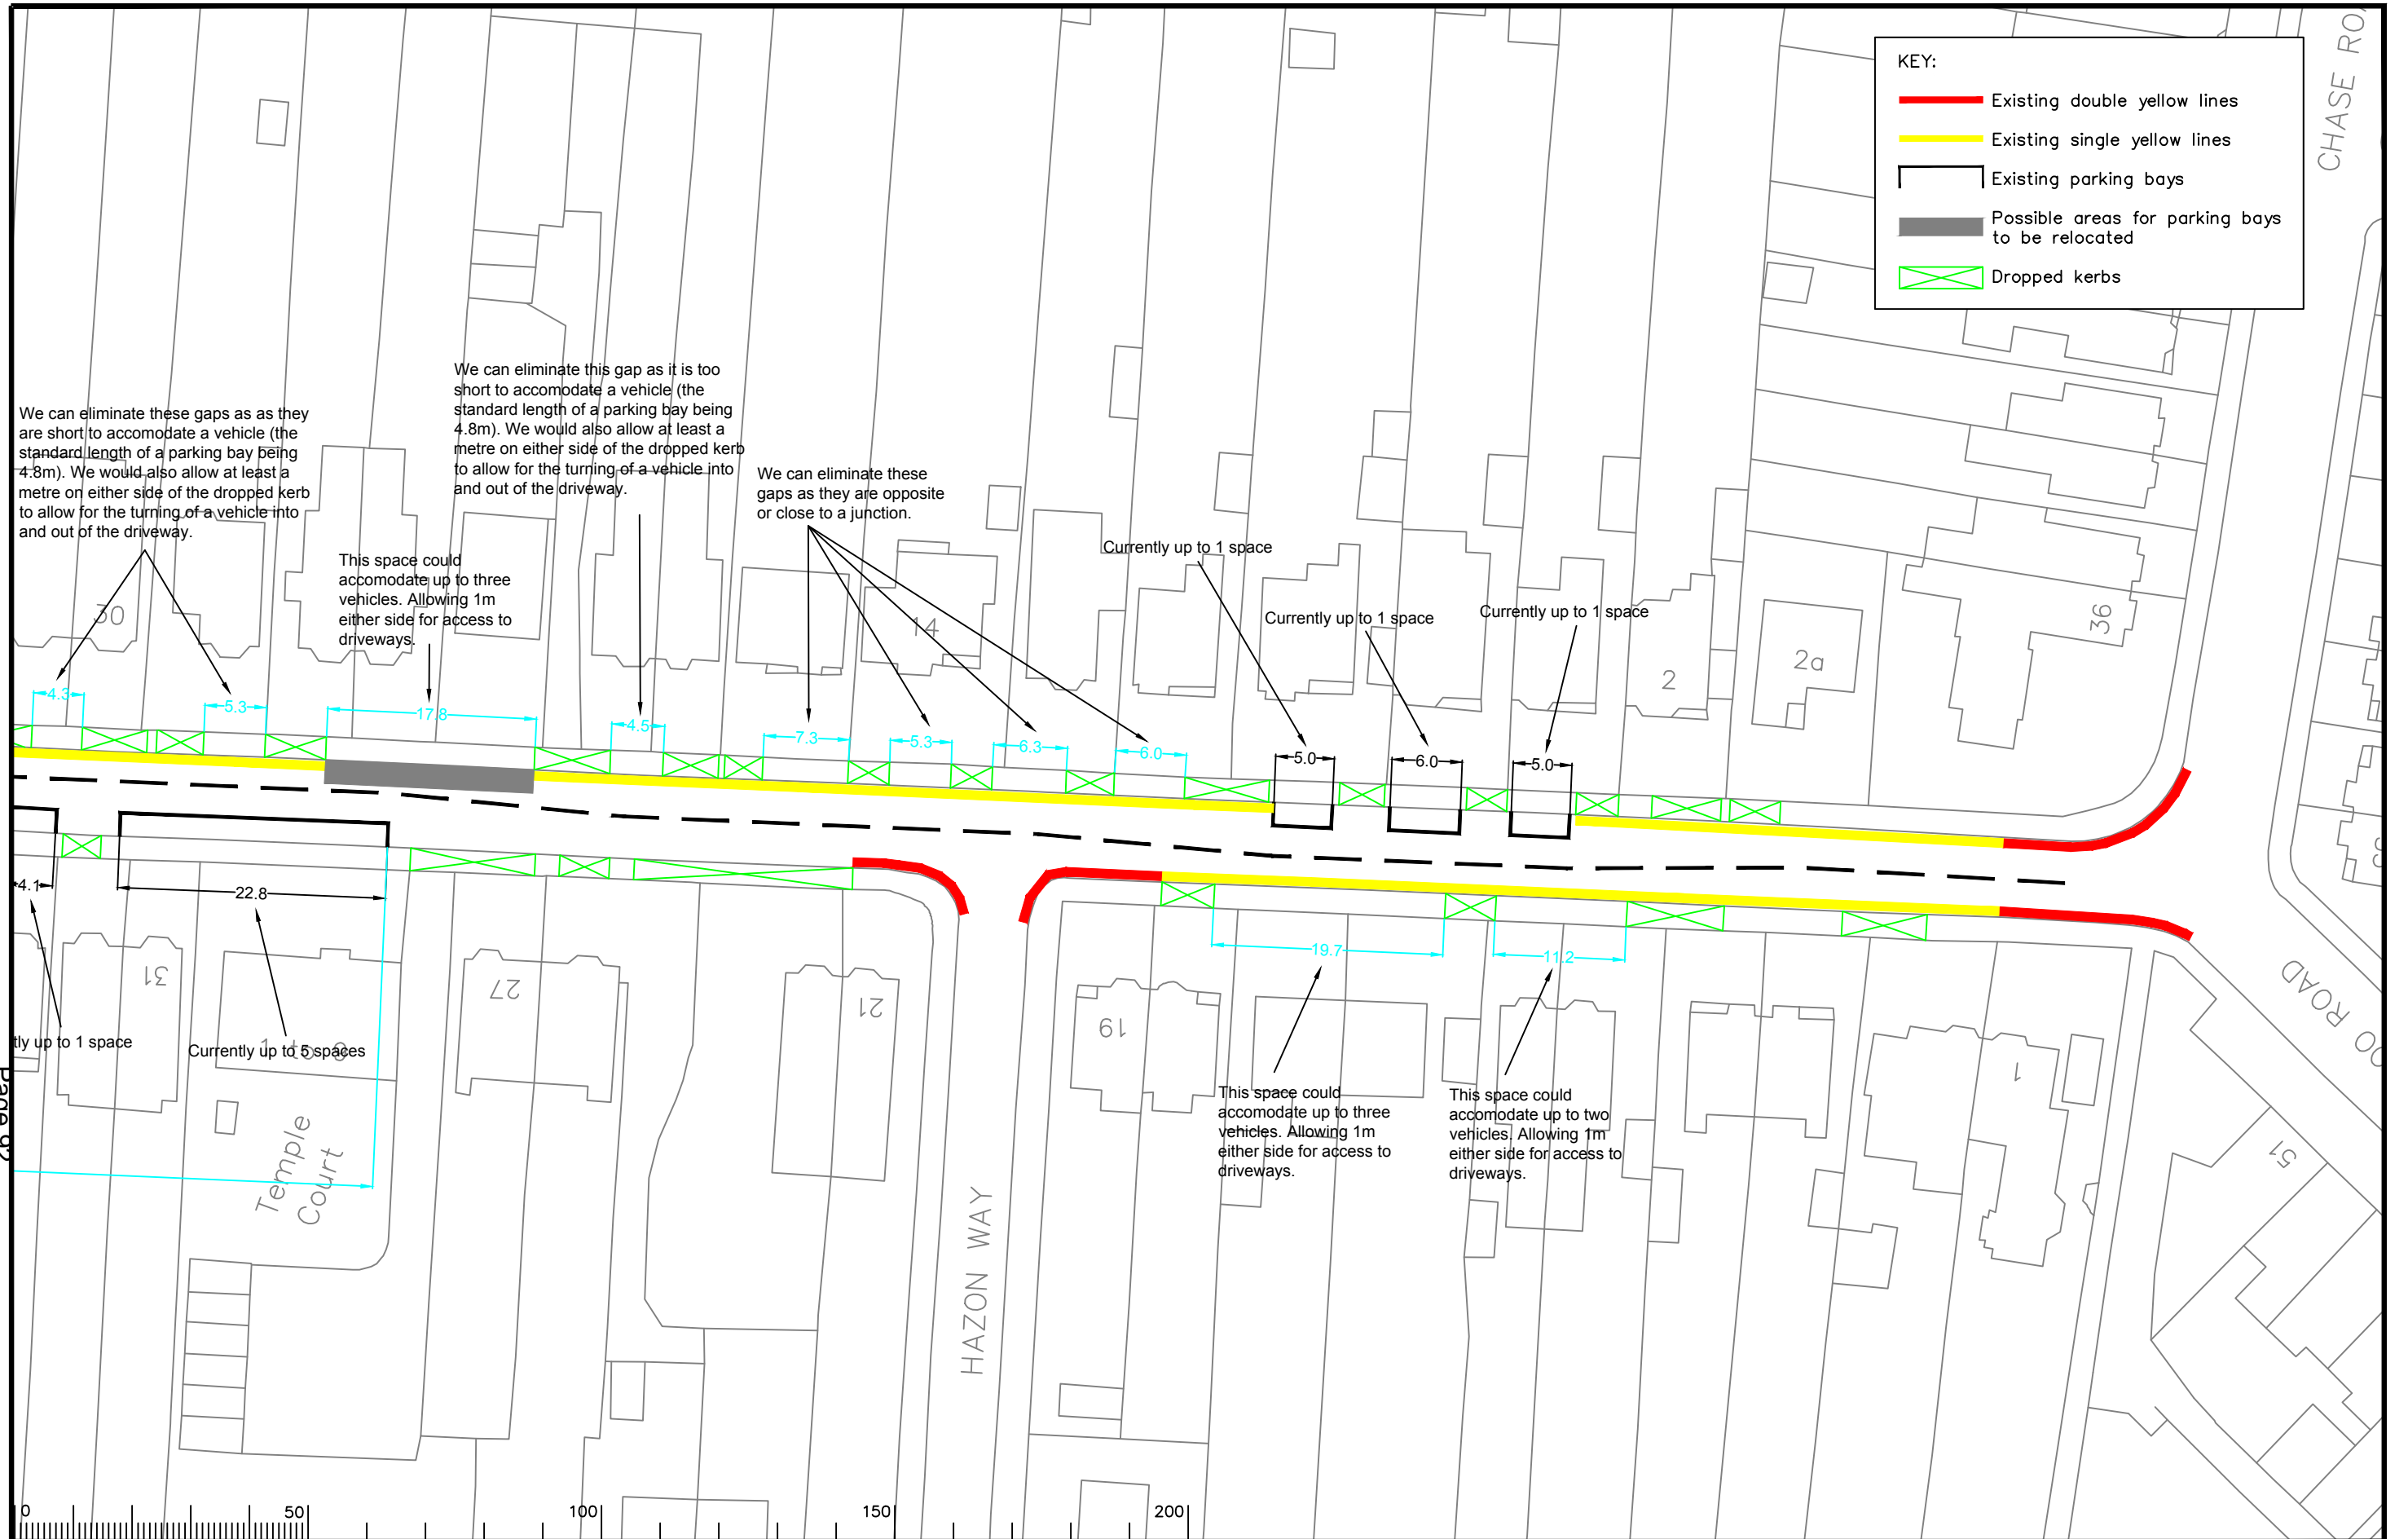 KEY:
Existing double yellow lines
Existing single yellow lines
Existing parking bays
Possible areas for parking bays
to be relocated
Dropped kerbs
CHASE
We can eliminate these gaps as as they
are short to accomodate a vehicle (the
standard length of a parking bay being
4.8m). We would also allow at least a
metre on either side of the dropped kerb
to allow for the turning of a vehicle into
and out of the driveway.
We can eliminate this gap as it is too
short to accomodate a vehicle (the
standard length of a parking bay being
4.8m). We would also allow at least a
metre on either side of the dropped kerb
to allow for the turning of a vehicle into
and out of the driveway.
This space could
accomodate up to three
vehicles. Allowing 1m
either side for access to
driveways.
We can eliminate these
gaps as they are opposite
or close to a junction.
Currently up to 1 space
Currently up to 1 space
Currently up to 1 space
30
14
2
2a
36
4.3
5.3
17.8
4.5
7.3
5.3
6.3
6.0
5.0
6.0
5.0
4.1
22.8
19.7
11.2
31
27
21
19
1
51
up to 1 space
Currently up to 5 spaces
Temple
Court
HAZON WAY
ROAD
This space could
accomodate up to three
vehicles. Allowing 1m
either side for access to
driveways.
This space could
accomodate up to two
vehicles. Allowing 1m
either side for access to
driveways.
0 50 100 150 200